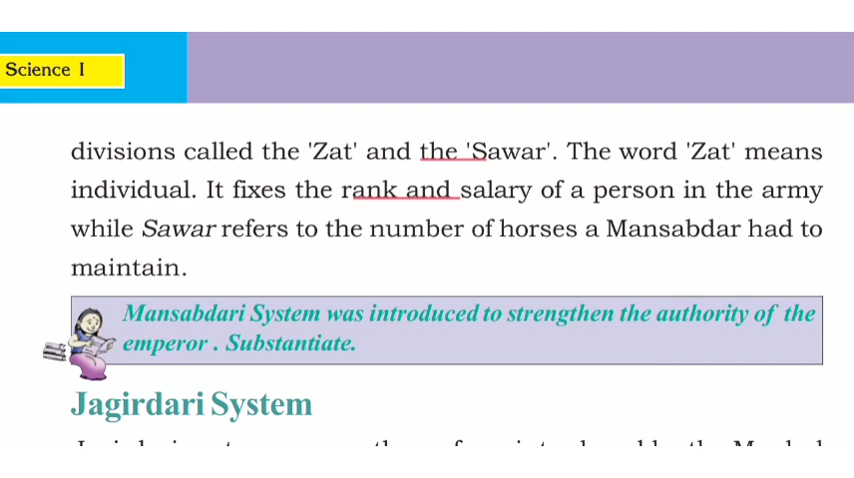 Science I
divisions called the 'Zat' and the 'Sawar'. The word 'Zat' means
individual. It fixes the rank and salary of a person in the army
while Sawar refers to the number of horses a Mansabdar had to
maintain.
Mansabdari System was introduced to strengthen the authority of the
emperor . Substantiate.
Jagirdari System